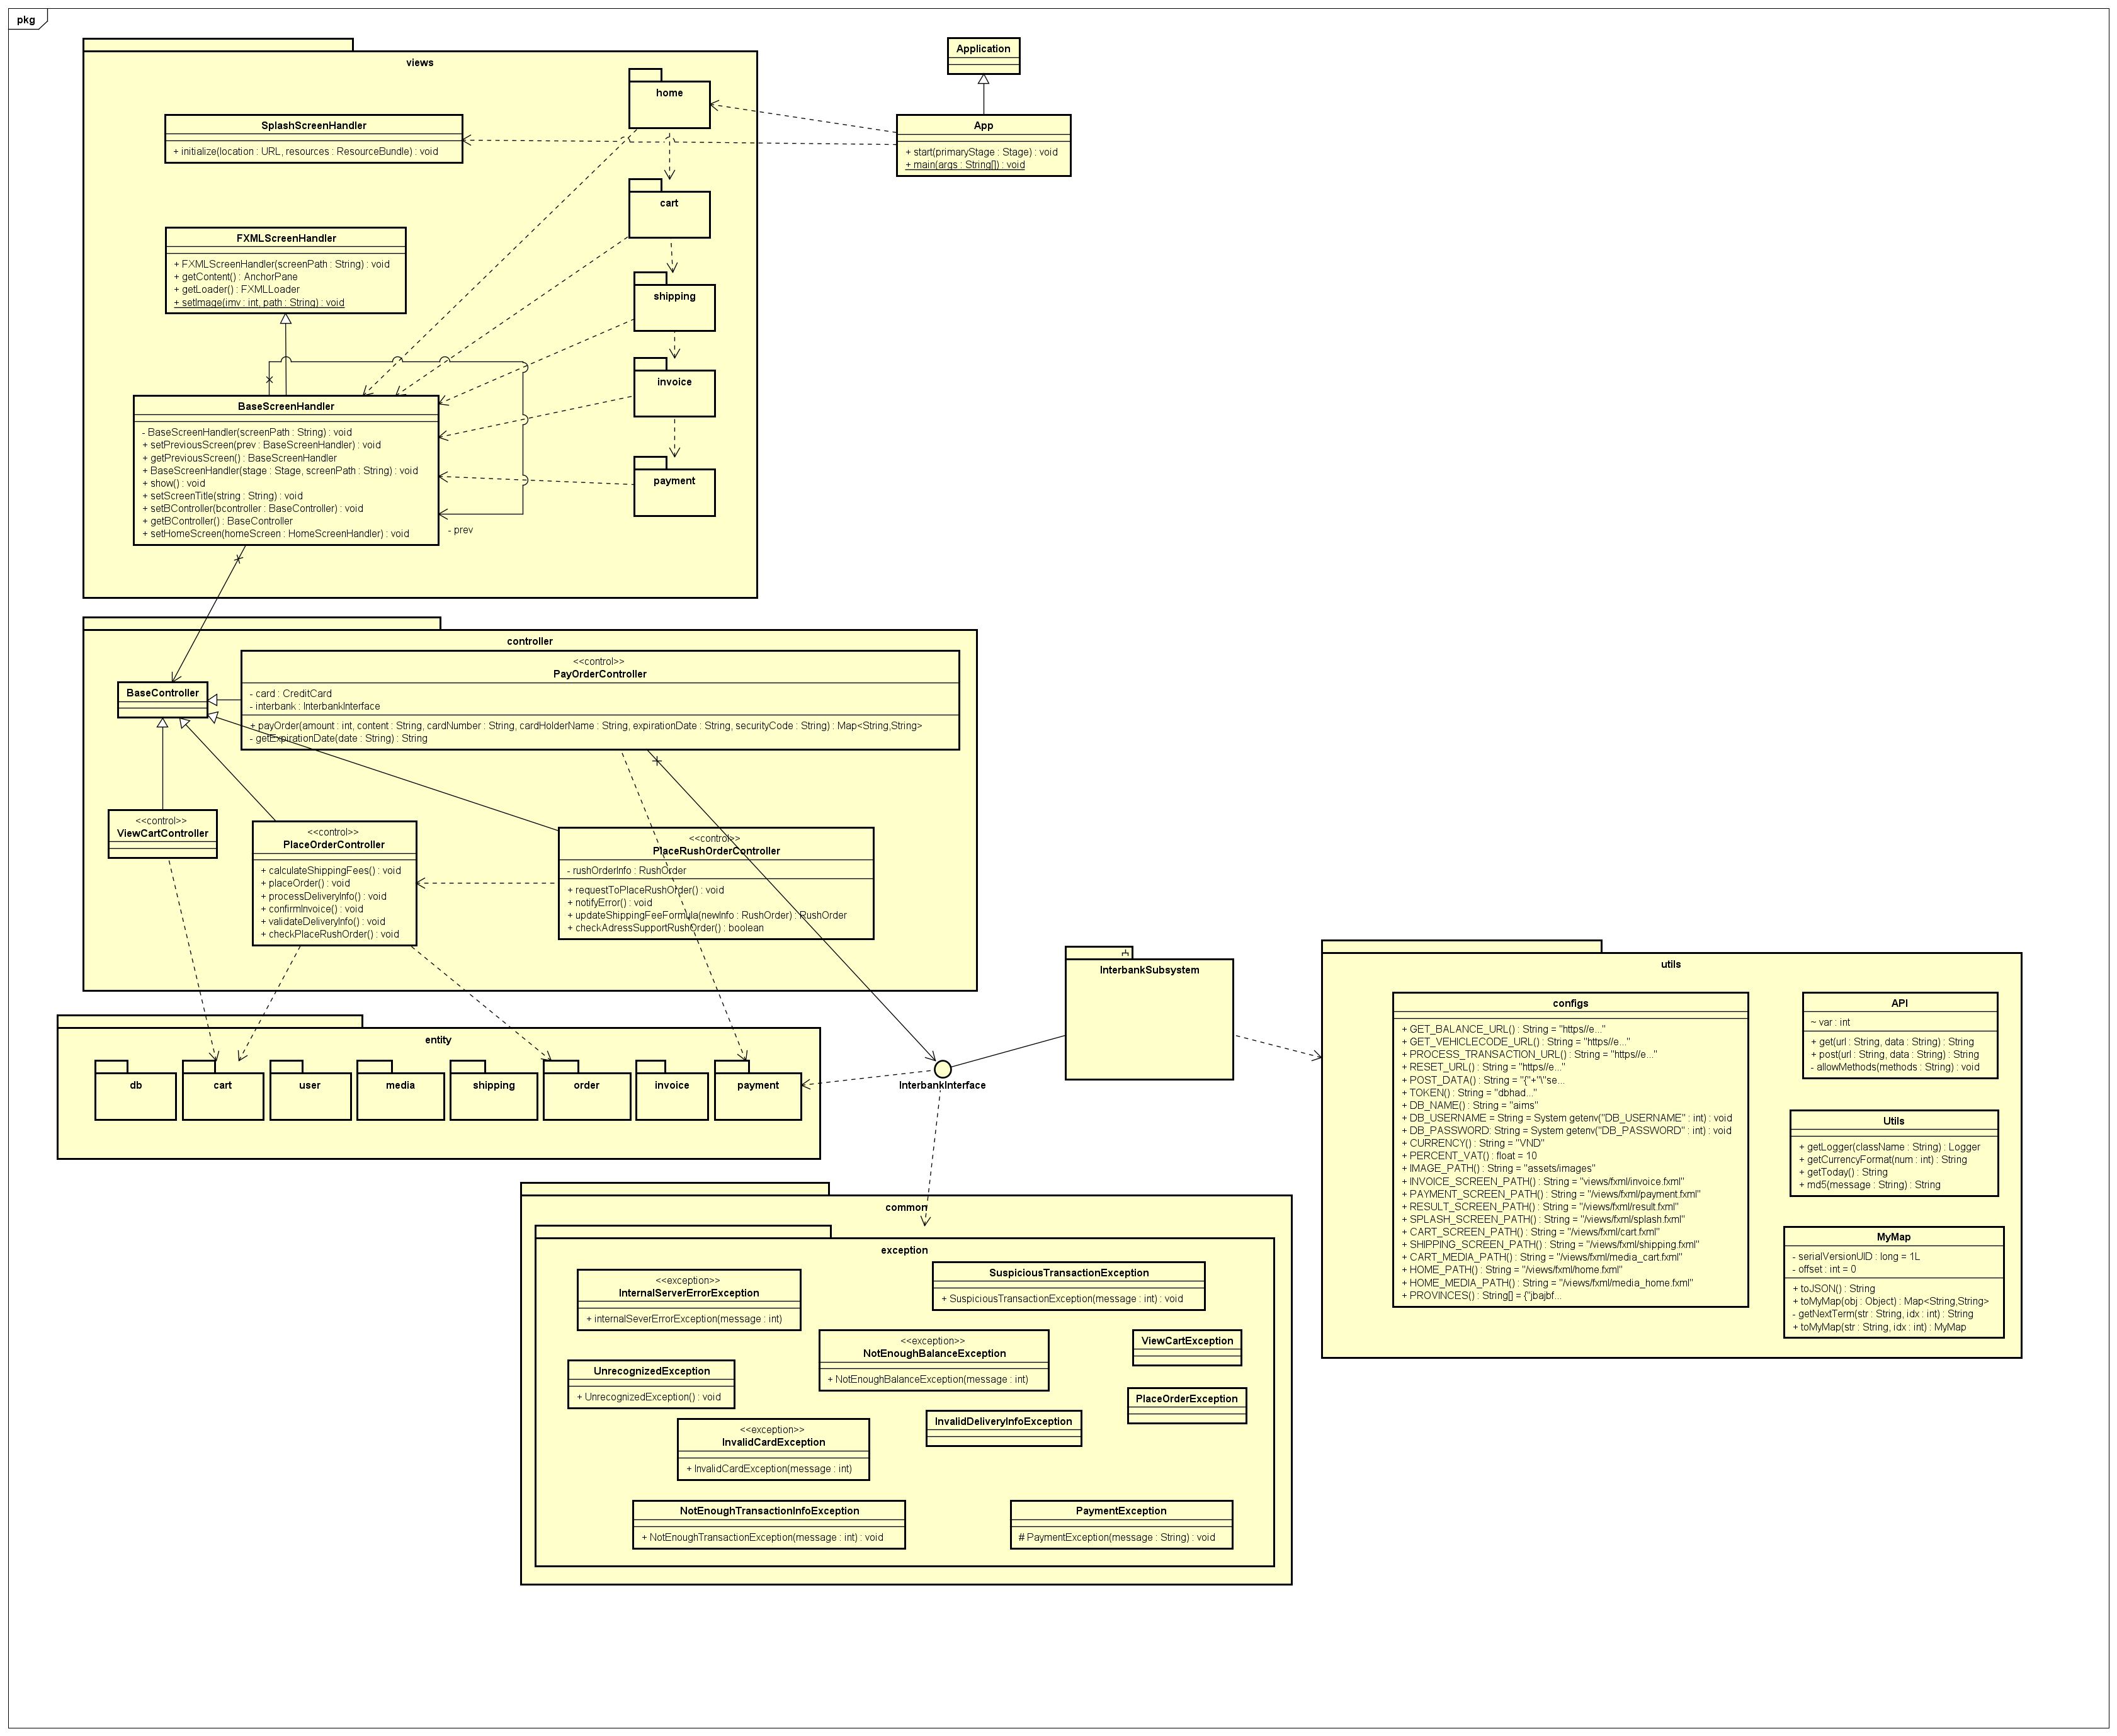 pkg
views
home
SplashScreenHandler
+ initialize(location : URL, resources : ResourceBundle) : void
cart
FXMLScreenHandler
+ FXMLScreenHandler(screenPath : String) : void
+ getContent() : AnchorPane
+ getLoader() : FXMLLoader
+ setImage(imv : int, path : String) : void
shipping
invoice
BaseScreenHandler
- BaseScreenHandler(screenPath : String) : void
+ setPreviousScreen(prev : BaseScreenHandler) : void
+ getPreviousScreen() : BaseScreenHandler
+ BaseScreenHandler(stage : Stage, screenPath : String) : void
+ show() : void
+ setScreenTitle(string : String) : void
+ setBController(bcontroller : BaseController) : void
+ getBController() : BaseController
+ setHomeScreen(homeScreen : HomeScreenHandler) : void
payment
- prev
Application
App
+ start(primaryStage : Stage) : void
+ main(args : String[]) : void
controller
BaseController
<<control>>
PayOrderController
- card : CreditCard
- interbank : InterbankInterface
+ payOrder(amount : int, content : String, cardNumber : String, cardHolderName : String, expirationDate : String, securityCode : String) : Map<String,String>
- getExpirationDate(date : String) : String
<<control>>
ViewCartController
<<control>>
PlaceOrderController
+ calculateShippingFees() : void
+ placeOrder() : void
+ processDeliveryInfo() : void
+ confirmInvoice() : void
+ validateDeliveryInfo() : void
+ checkPlaceRushOrder() : void
<<control>>
PlaceRushOrderController
- rushOrderInfo : RushOrder
+ requestToPlaceRushOrder() : void
+ notifyError() : void
+ updateShippingFeeFormula(newInfo : RushOrder) : RushOrder
+ checkAdressSupportRushOrder() : boolean
entity
db
cart
user
media
shipping
order
invoice
payment
InterbankInterface
InterbankSubsystem
utils
configs
+ GET_BALANCE_URL() : String = "https//e..."
+ GET_VEHICLECODE_URL() : String = "https//e..."
+ PROCESS_TRANSACTION_URL() : String = "https//e..."
+ RESET_URL() : String = "https//e..."
+ POST_DATA() : String = "{"+"\"se...
+ TOKEN() : String = "dbhad..."
+ DB_NAME() : String = "aims"
+ DB_USERNAME = String = System getenv("DB_USERNAME" : int) : void
+ DB_PASSWORD: String = System getenv("DB_PASSWORD" : int) : void
+ CURRENCY() : String = "VND"
+ PERCENT_VAT() : float = 10
+ IMAGE_PATH() : String = "assets/images"
+ INVOICE_SCREEN_PATH() : String = "views/fxml/invoice.fxml"
+ PAYMENT_SCREEN_PATH() : String = "/views/fxml/payment.fxml"
+ RESULT_SCREEN_PATH() : String = "/views/fxml/result.fxml"
+ SPLASH_SCREEN_PATH() : String = "/views/fxml/splash.fxml"
+ CART_SCREEN_PATH() : String = "/views/fxml/cart.fxml"
+ SHIPPING_SCREEN_PATH() : String = "/views/fxml/shipping.fxml"
+ CART_MEDIA_PATH() : String = "/views/fxml/media_cart.fxml"
+ HOME_PATH() : String = "/views/fxml/home.fxml"
+ HOME_MEDIA_PATH() : String = "/views/fxml/media_home.fxml"
+ PROVINCES() : String[] = {"jbajbf...
API
~ var : int
+ get(url : String, data : String) : String
+ post(url : String, data : String) : String
- allowMethods(methods : String) : void
Utils
+ getLogger(className : String) : Logger
+ getCurrencyFormat(num : int) : String
+ getToday() : String
+ md5(message : String) : String
MyMap
- serialVersionUID : long = 1L
- offset : int = 0
+ toJSON() : String
+ toMyMap(obj : Object) : Map<String,String>
- getNextTerm(str : String, idx : int) : String
+ toMyMap(str : String, idx : int) : MyMap
common
exception
<<exception>>
InternalServerErrorException
+ internalSeverErrorException(message : int)
SuspiciousTransactionException
+ SuspiciousTransactionException(message : int) : void
<<exception>>
NotEnoughBalanceException
+ NotEnoughBalanceException(message : int)
ViewCartException
UnrecognizedException
+ UnrecognizedException() : void
PlaceOrderException
InvalidDeliveryInfoException
<<exception>>
InvalidCardException
+ InvalidCardException(message : int)
NotEnoughTransactionInfoException
+ NotEnoughTransactionException(message : int) : void
PaymentException
# PaymentException(message : String) : void